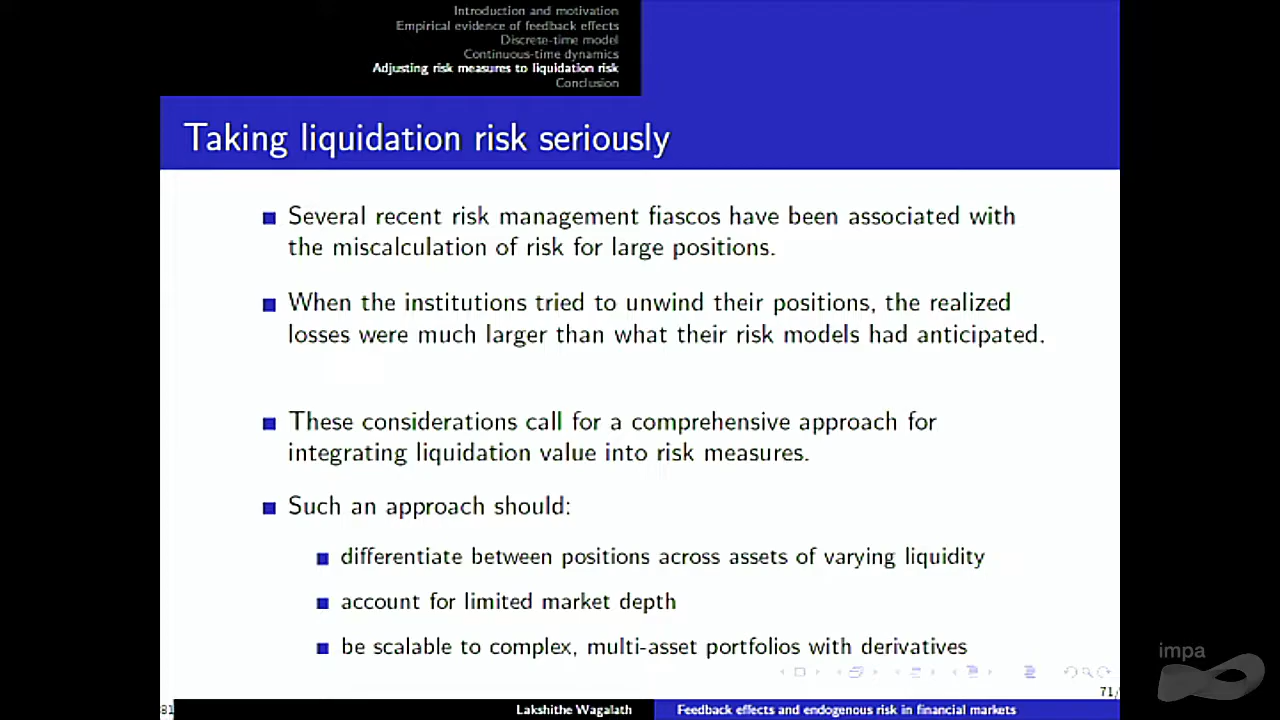 Introduction and motivation
Empirical evidence of feedback effects
Discrete-time model
Continuous-time dynamics
Adjusting risk measures to liquidation risk
Conclusion
Taking liquidation risk seriously
Several recent risk management fiascos have been associated with
the miscalculation of risk for large positions.
When the institutions tried to unwind their positions, the realized
losses were much larger than what their risk models had anticipated.
These considerations call for a comprehensive approach for
integrating liquidation value into risk measures.
Such an approach should:
differentiate between positions across assets of varying liquidity
account for limited market depth
be scalable to complex, multi-asset portfolios with derivatives
impa
71/
81
Lakshithe Wagalath
Feedback effects and endogenous risk in financial markets